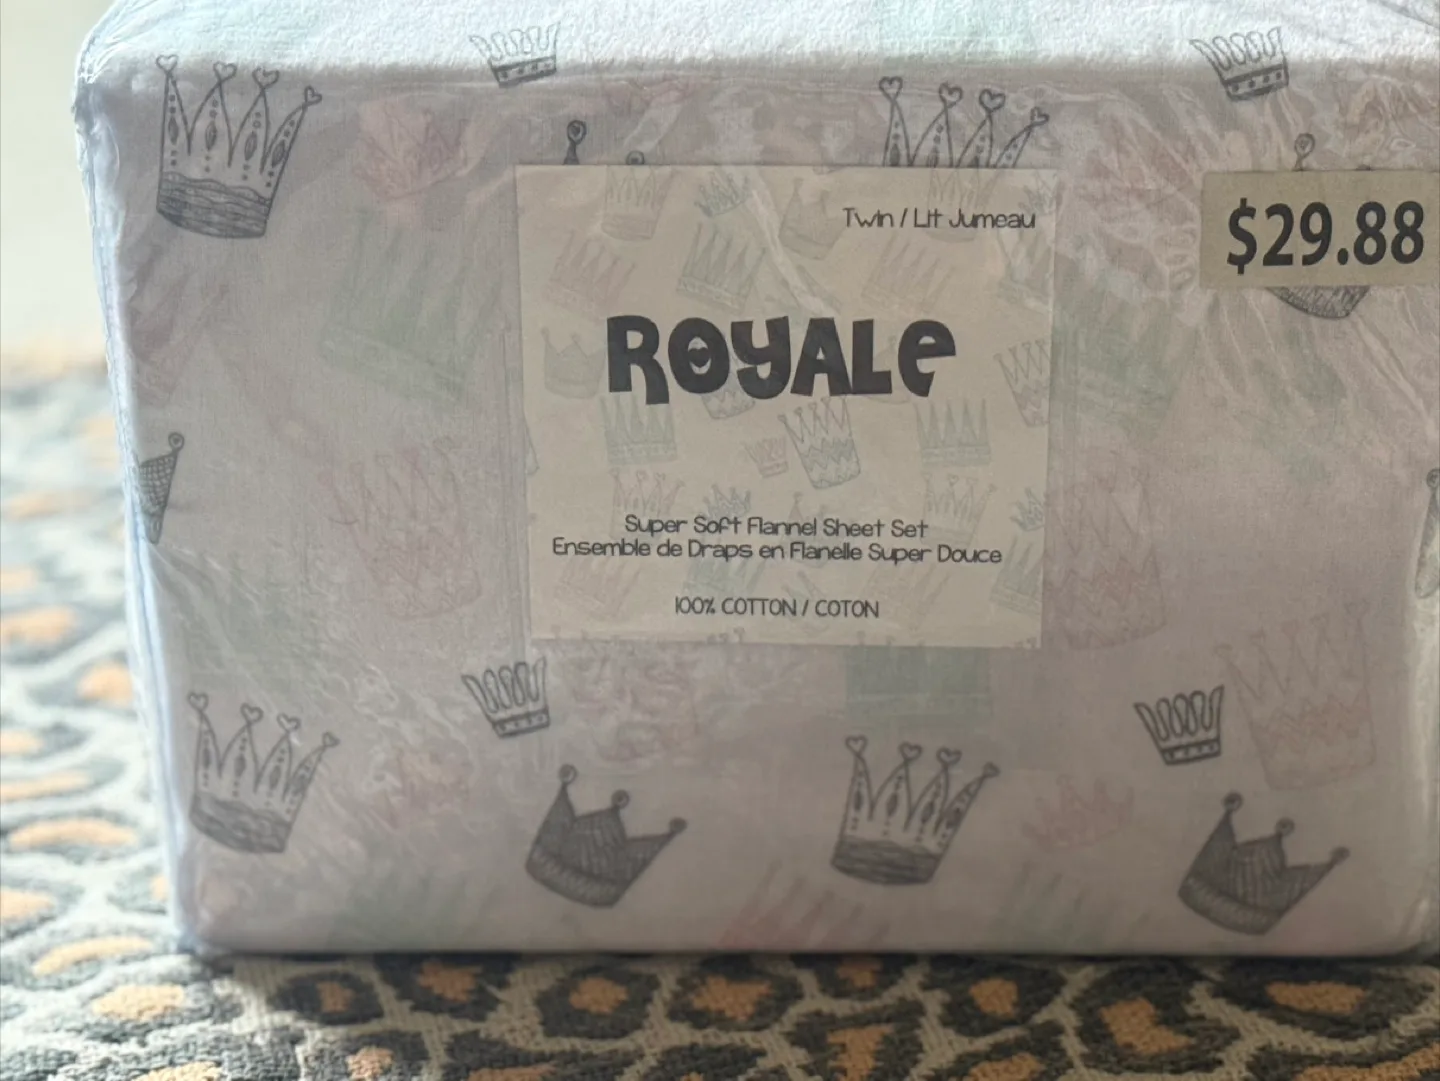 Twin / Lit Jumeau
$29.88
ROYALe
Super Soft Flannel Sheet Set
Ensemble de Draps en Flanelle Super Douce
100% COTTON / COTON